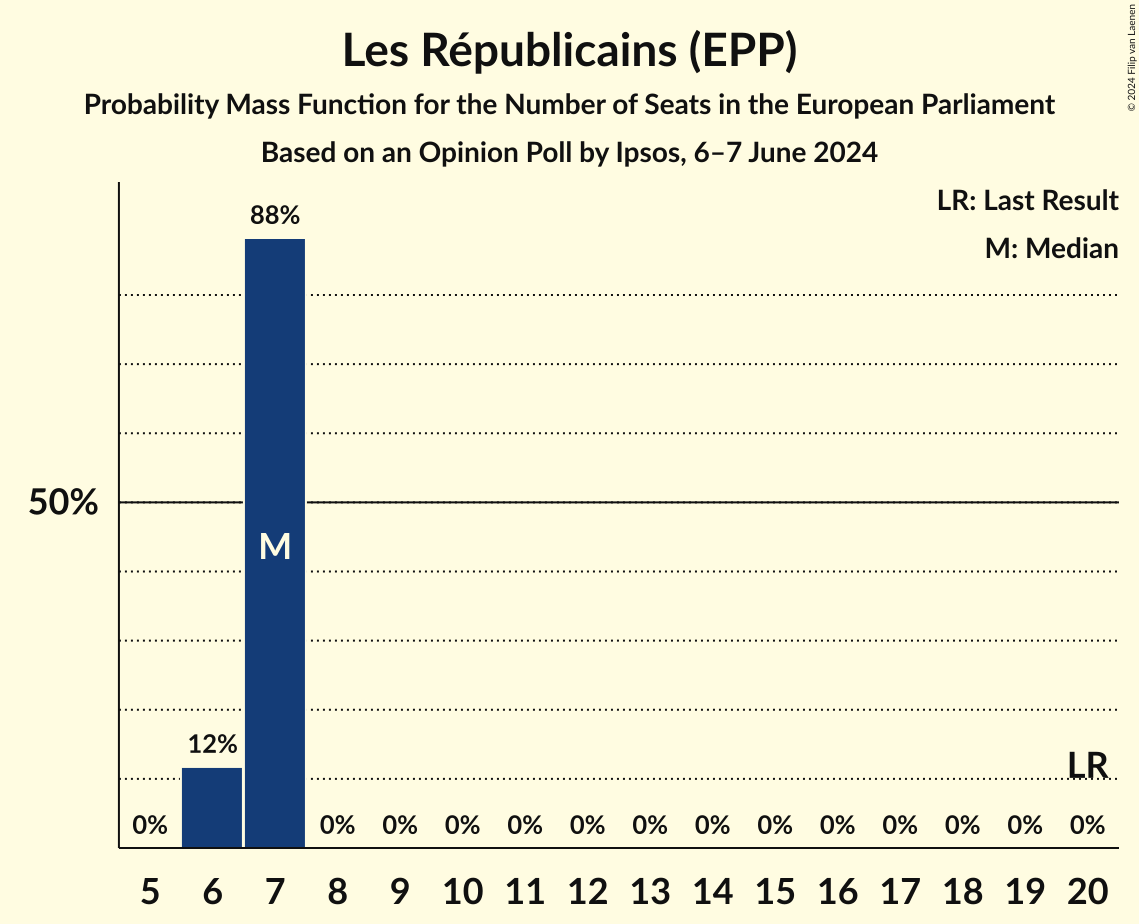 Les Républicains (EPP)
Probability Mass Function for the Number of Seats in the European Parliament
Based on an Opinion Poll by Ipsos, 6–7 June 2024
© 2024 Filip van Laenen
LR: Last Result
M: Median
88%
50%
M
12%
LR
0% 0% 0% 0% 0% 0% 0% 0% 0% 0% 0% 0% 0% 0%
5 6 7 8 9 10 11 12 13 14 15 16 17 18 19 20